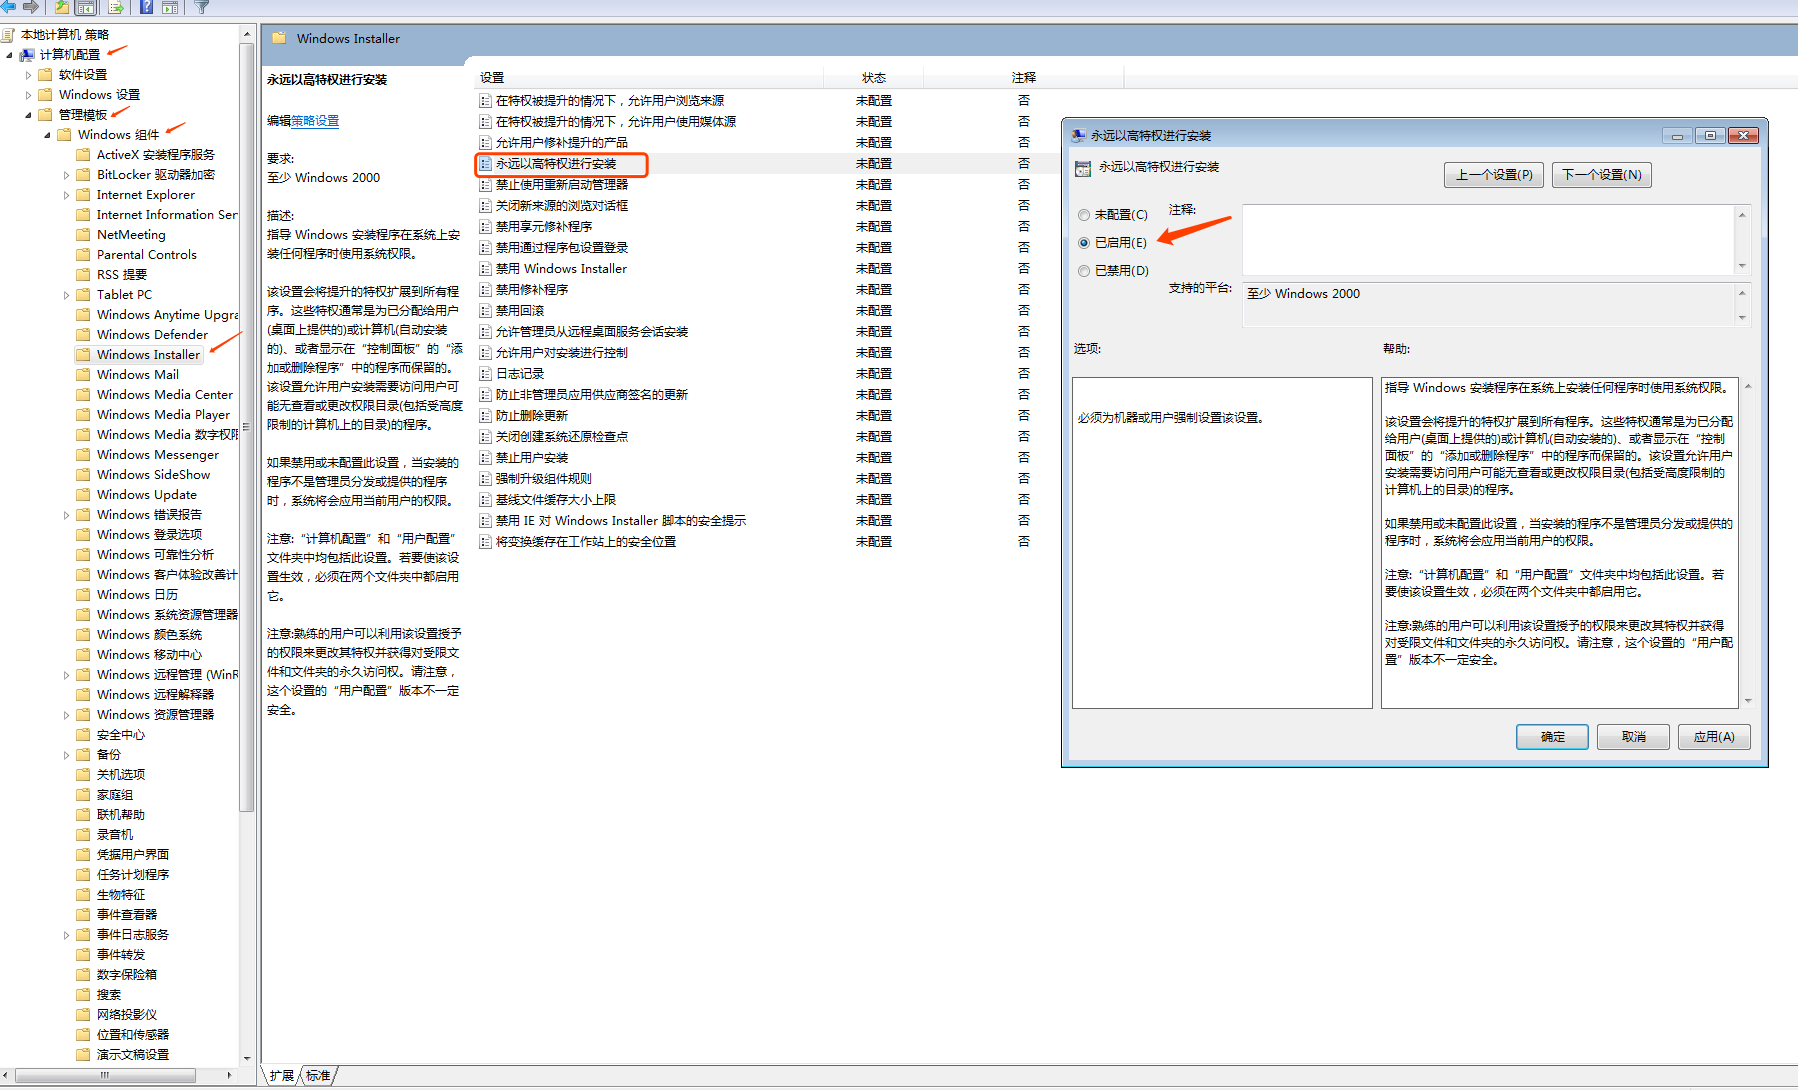 本地计算机 策略
计算机配置
软件设置
Windows 设置
管理模板
Windows 组件
ActiveX 安装程序服务
BitLocker 驱动器加密
Internet Explorer
Internet Information Ser
NetMeeting
Parental Controls
RSS 提要
Tablet PC
Windows Anytime Upgra
Windows Defender
Windows Installer
Windows Mail
Windows Media Center
Windows Media Player
Windows Media 数字权限
Windows Messenger
Windows SideShow
Windows Update
Windows 错误报告
Windows 登录选项
Windows 可靠性分析
Windows 客户体验改善计
Windows 日历
Windows 系统资源管理器
Windows 颜色系统
Windows 移动中心
Windows 远程管理 (WinR
Windows 远程解释器
Windows 资源管理器
安全中心
备份
关机选项
家庭组
联机帮助
录音机
凭据用户界面
任务计划程序
生物特征
事件查看器
事件日志服务
事件转发
数字保险箱
搜索
网络投影仪
位置和传感器
演示文稿设置
Windows Installer
永远以高特权进行安装
编辑策略设置
要求:
至少 Windows 2000
描述:
指导 Windows 安装程序在系统上安
装任何程序时使用系统权限。
该设置会将提升的特权扩展到所有程
序。这些特权通常是为已分配给用户
(桌面上提供的)或计算机(自动安装
的)、或者显示在“控制面板”的“添
加或删除程序”中的程序而保留的。
该设置允许用户安装需要访问用户可
能无查看或更改权限目录(包括受高度
限制的计算机上的目录)的程序。
如果禁用或未配置此设置，当安装的
程序不是管理员分发或提供的程序
时，系统将会应用当前用户的权限。
注意:“计算机配置”和“用户配置”
文件夹中均包括此设置。若要使该设
置生效，必须在两个文件夹中都启用
它。
注意:熟练的用户可以利用该设置授予
的权限来更改其特权并获得对受限文
件和文件夹的永久访问权。请注意，
这个设置的“用户配置”版本不一定
安全。
设置 状态 注释
在特权被提升的情况下，允许用户浏览来源 未配置 否
在特权被提升的情况下，允许用户使用媒体源 未配置 否
允许用户修补提升的产品 未配置 否
永远以高特权进行安装 未配置 否
禁止使用重新启动管理器 未配置 否
关闭新来源的浏览对话框 未配置 否
禁用享元修补程序 未配置 否
禁用通过程序包设置登录 未配置 否
禁用 Windows Installer 未配置 否
禁用修补程序 未配置 否
禁用回滚 未配置 否
允许管理员从远程桌面服务会话安装 未配置 否
允许用户对安装进行控制 未配置 否
日志记录 未配置 否
防止非管理员应用供应商签名的更新 未配置 否
防止删除更新 未配置 否
关闭创建系统还原检查点 未配置 否
禁止用户安装 未配置 否
强制升级组件规则 未配置 否
基线文件缓存大小上限 未配置 否
禁用 IE 对 Windows Installer 脚本的安全提示 未配置 否
将变换缓存在工作站上的安全位置 未配置 否
扩展 标准
永远以高特权进行安装
永远以高特权进行安装
上一个设置(P) 下一个设置(N)
未配置(C) 注释:
已启用(E)
已禁用(D)
支持的平台: 至少 Windows 2000
选项: 帮助:
必须为机器或用户强制设置该设置。
指导 Windows 安装程序在系统上安装任何程序时使用系统权限。
该设置会将提升的特权扩展到所有程序。这些特权通常是为已分配
给用户(桌面上提供的)或计算机(自动安装的)、或者显示在“控制
面板”的“添加或删除程序”中的程序而保留的。该设置允许用户
安装需要访问用户可能无查看或更改权限目录(包括受高度限制的
计算机上的目录)的程序。
如果禁用或未配置此设置，当安装的程序不是管理员分发或提供的
程序时，系统将会应用当前用户的权限。
注意:“计算机配置”和“用户配置”文件夹中均包括此设置。若
要使该设置生效，必须在两个文件夹中都启用它。
注意:熟练的用户可以利用该设置授予的权限来更改其特权并获得
对受限文件和文件夹的永久访问权。请注意，这个设置的“用户配
置”版本不一定安全。
确定 取消 应用(A)